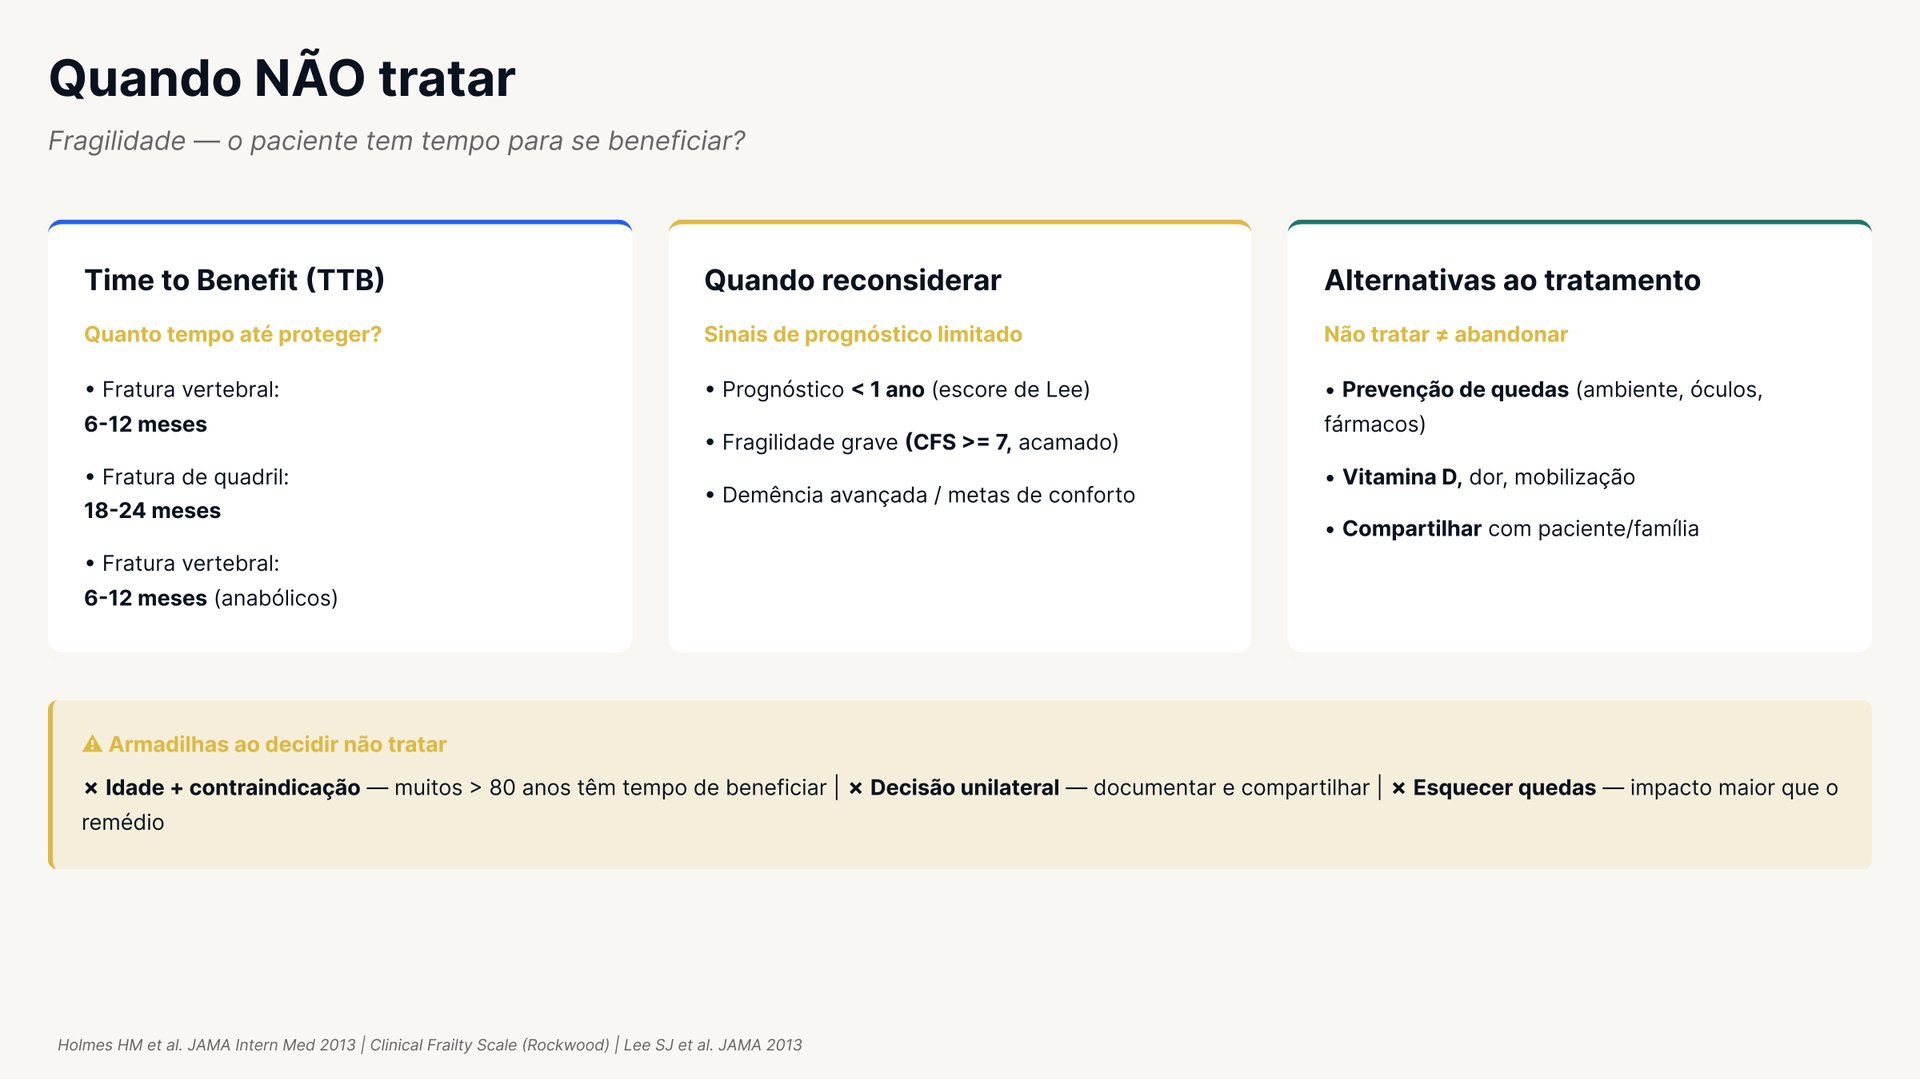 Quando NÃO tratar
Fragilidade — o paciente tem tempo para se beneficiar?
Time to Benefit (TTB)
Quanto tempo até proteger?
• Fratura vertebral:
6-12 meses
• Fratura de quadril:
18-24 meses
• Fratura vertebral:
6-12 meses (anabólicos)
Quando reconsiderar
Sinais de prognóstico limitado
• Prognóstico < 1 ano (escore de Lee)
• Fragilidade grave (CFS >= 7, acamado)
• Demência avançada / metas de conforto
Alternativas ao tratamento
Não tratar ≠ abandonar
• Prevenção de quedas (ambiente, óculos,
fármacos)
• Vitamina D, dor, mobilização
• Compartilhar com paciente/família
⚠ Armadilhas ao decidir não tratar
× Idade + contraindicação — muitos > 80 anos têm tempo de beneficiar | × Decisão unilateral — documentar e compartilhar | × Esquecer quedas — impacto maior que o
remédio
Holmes HM et al. JAMA Intern Med 2013 | Clinical Frailty Scale (Rockwood) | Lee SJ et al. JAMA 2013